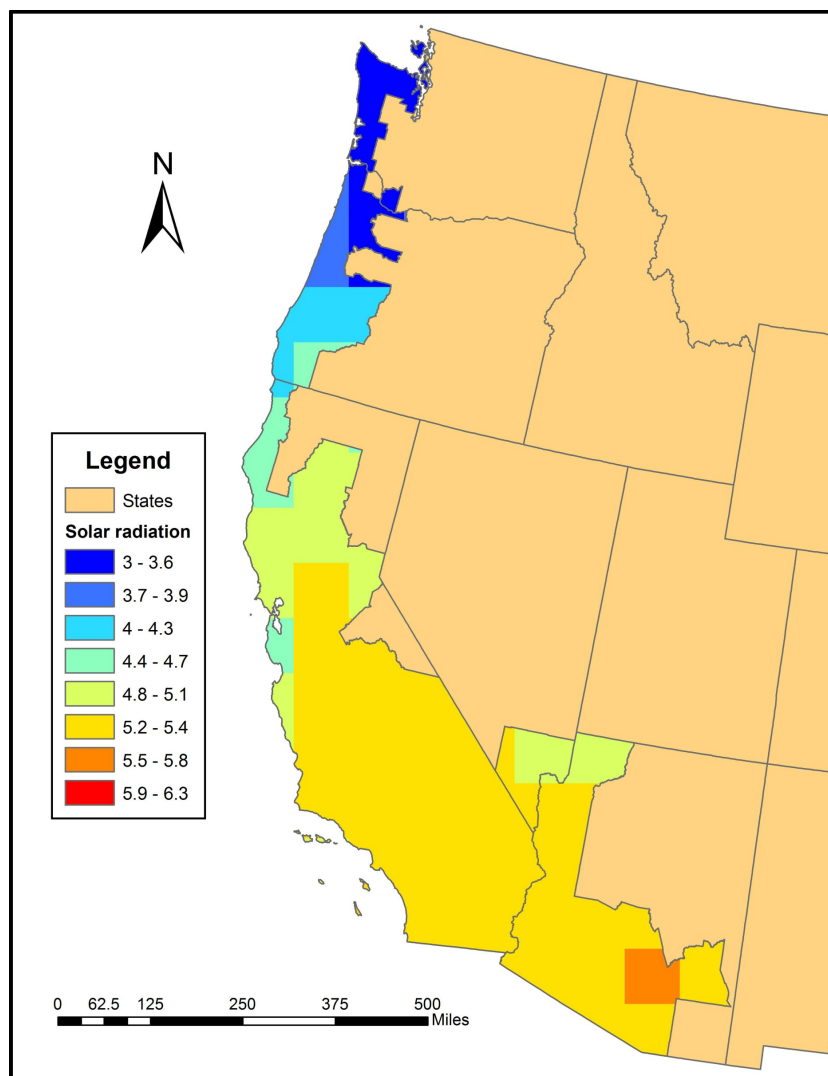 N
Legend
States
Solar radiation
3 - 3.6
3.7 - 3.9
4 - 4.3
4.4 - 4.7
4.8 - 5.1
5.2 - 5.4
5.5 - 5.8
5.9 - 6.3
0 62.5 125 250 375 500
Miles